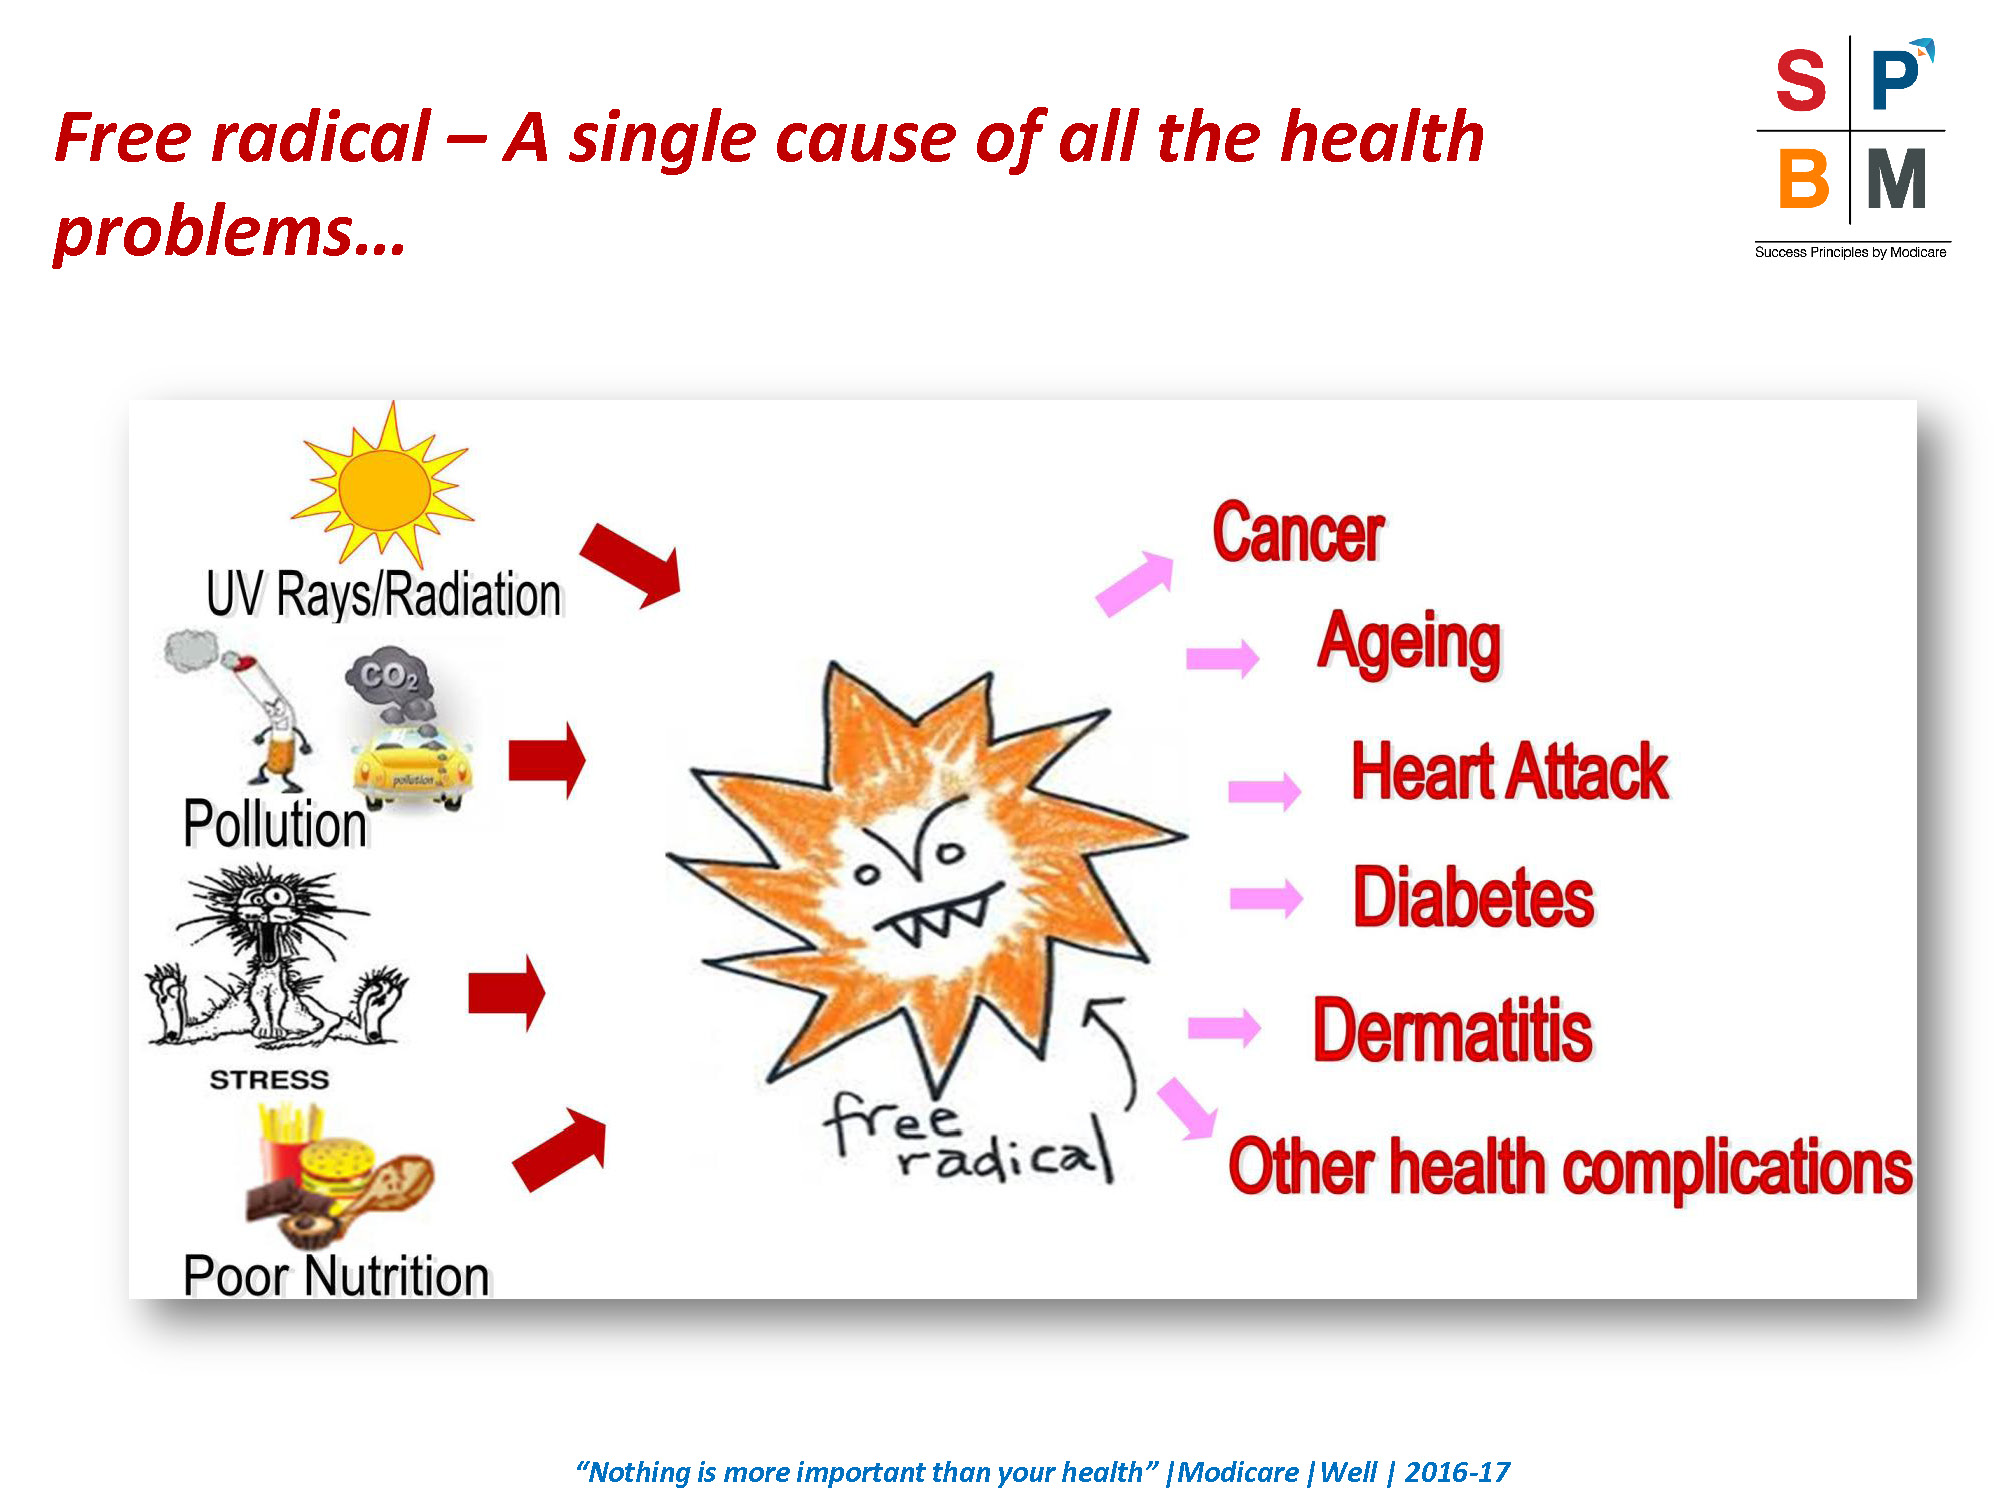 Free radical – A single cause of all the health
problems...
S P
B M
Success Principles by Modicare
UV Rays/Radiation
CO2
pollution
Pollution
STRESS
Poor Nutrition
free
radical
Cancer
Ageing
Heart Attack
Diabetes
Dermatitis
Other health complications
“Nothing is more important than your health” |Modicare |Well | 2016-17